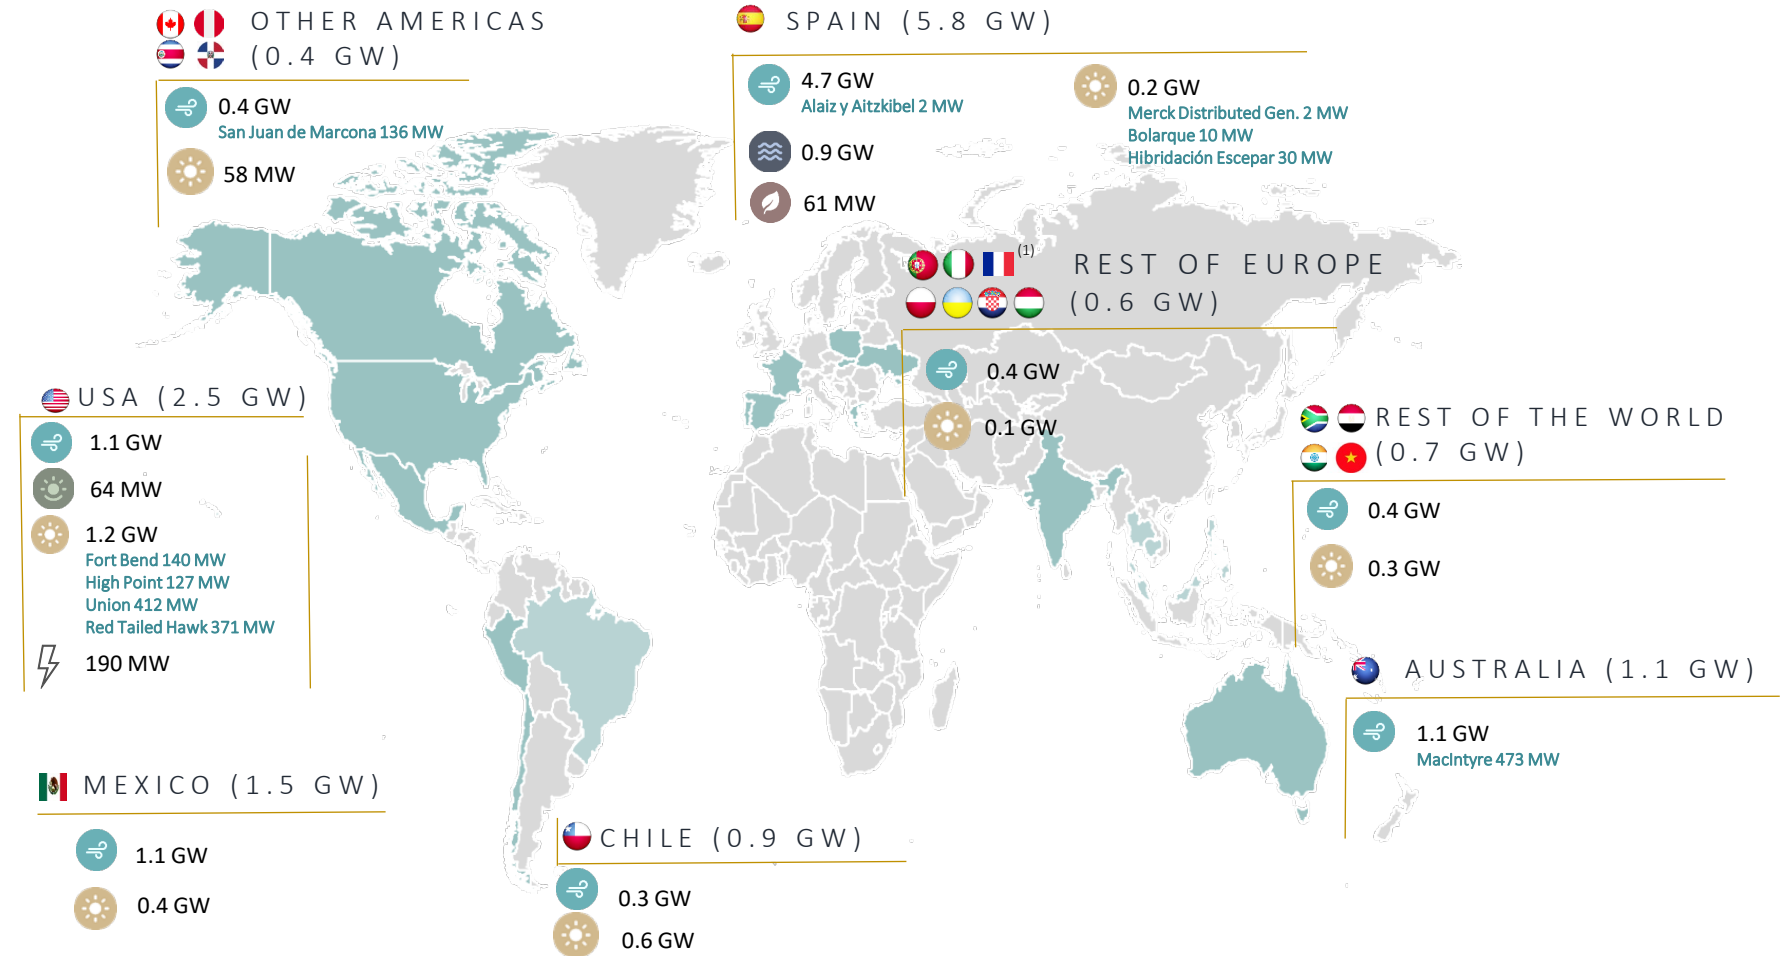 OTHER AMERICAS
(0.4 GW)
0.4 GW
San Juan de Marcona 136 MW
58 MW
SPAIN (5.8 GW)
4.7 GW
Alaiz y Aitzkibel 2 MW
0.9 GW
61 MW
0.2 GW
Merck Distributed Gen. 2 MW
Bolarque 10 MW
Hibridación Escepar 30 MW
(1)
REST OF EUROPE
(0.6 GW)
0.4 GW
0.1 GW
USA (2.5 GW)
1.1 GW
64 MW
1.2 GW
Fort Bend 140 MW
High Point 127 MW
Union 412 MW
Red Tailed Hawk 371 MW
190 MW
REST OF THE WORLD
(0.7 GW)
0.4 GW
0.3 GW
AUSTRALIA (1.1 GW)
1.1 GW
MacIntyre 473 MW
MEXICO (1.5 GW)
1.1 GW
0.4 GW
CHILE (0.9 GW)
0.3 GW
0.6 GW